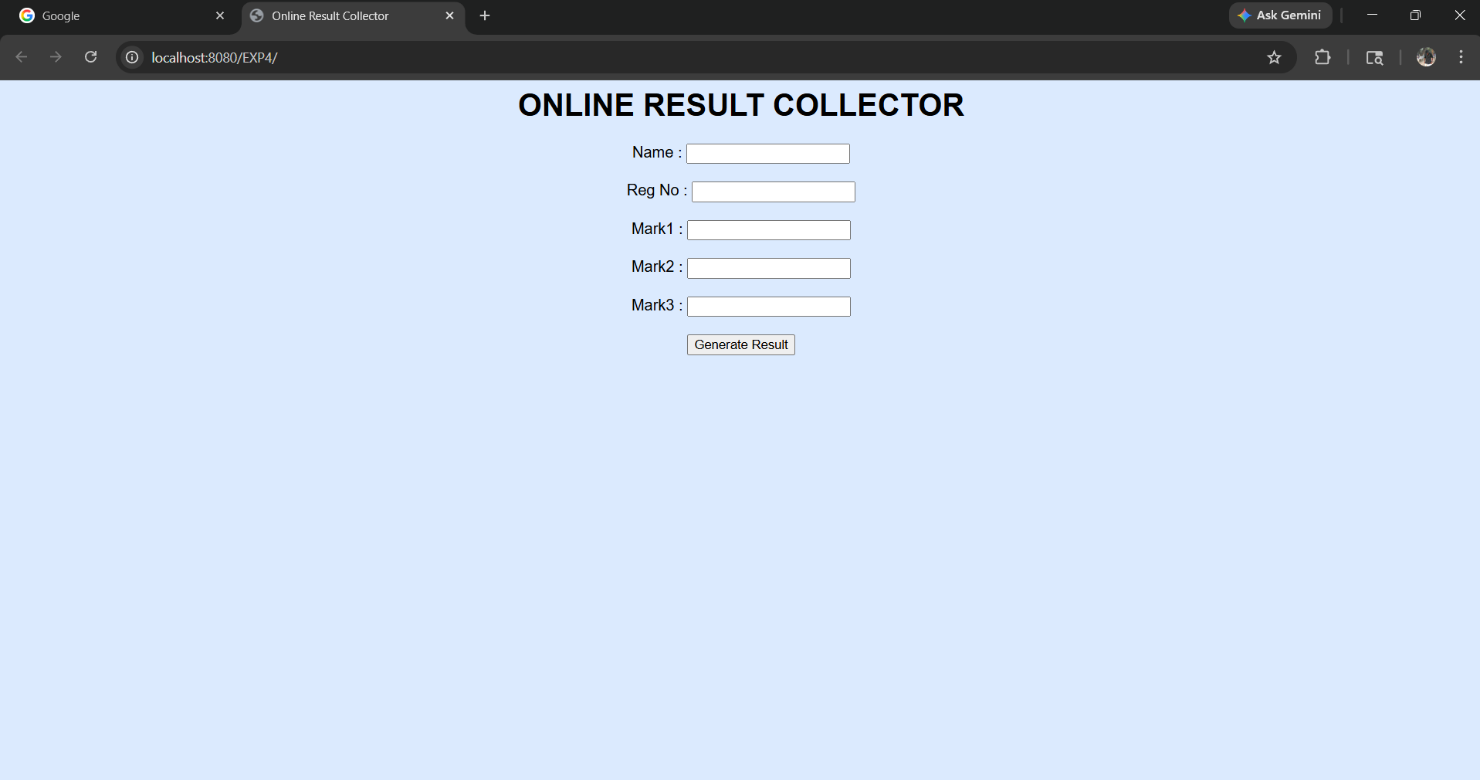 Google
Online Result Collector
Ask Gemini
localhost:8080/EXP4/
ONLINE RESULT COLLECTOR
Name :
Reg No :
Mark1 :
Mark2 :
Mark3 :
Generate Result